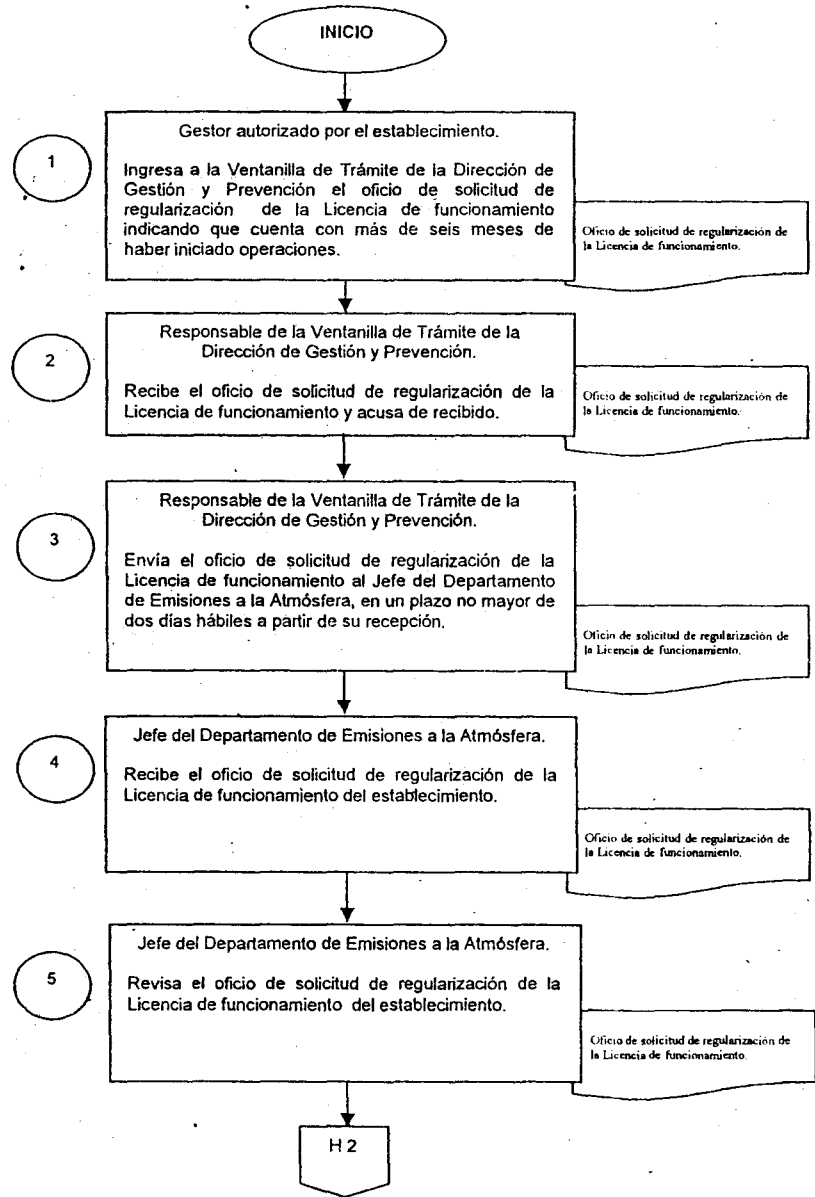 INICIO
1
Gestor autorizado por el establecimiento.
Ingresa a la Ventanilla de Trámite de la Dirección de
Gestión y Prevención el oficio de solicitud de
regularización de la Licencia de funcionamiento
indicando que cuenta con más de seis meses de
haber iniciado operaciones.
Oficio de solicitud de regularización de
la Licencia de funcionamiento.
2
Responsable de la Ventanilla de Trámite de la
Dirección de Gestión y Prevención.
Recibe el oficio de solicitud de regularización de la
Licencia de funcionamiento y acusa de recibido.
Oficio de solicitud de regularización de
la Licencia de funcionamiento.
3
Responsable de la Ventanilla de Trámite de la
Dirección de Gestión y Prevención.
Envía el oficio de solicitud de regularización de la
Licencia de funcionamiento al Jefe del Departamento
de Emisiones a la Atmósfera, en un plazo no mayor de
dos días hábiles a partir de su recepción.
Oficio de solicitud de regularización de
la Licencia de funcionamiento.
4
Jefe del Departamento de Emisiones a la Atmósfera.
Recibe el oficio de solicitud de regularización de la
Licencia de funcionamiento del establecimiento.
Oficio de solicitud de regularización de
la Licencia de funcionamiento.
5
Jefe del Departamento de Emisiones a la Atmósfera.
Revisa el oficio de solicitud de regularización de la
Licencia de funcionamiento del establecimiento.
Oficio de solicitud de regularización de
la Licencia de funcionamiento.
H 2